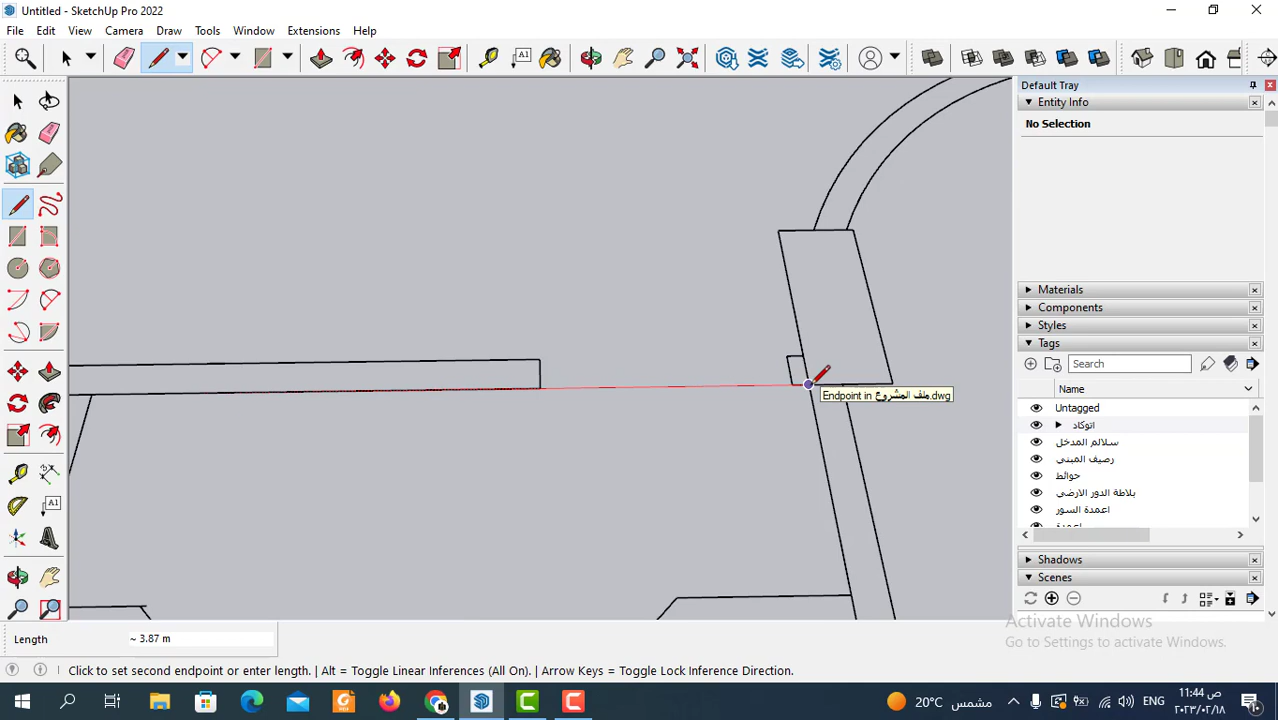 Untitled - SketchUp Pro 2022
File Edit View Camera Draw Tools Window Extensions Help
A1
Default Tray
Entity Info
No Selection
Materials
Components
Styles
Tags
Search
Name
Untagged
اتوكاد
سلالم المدخل
رصيف المبني
حوائط
بلاطة الدور الارضي
اعمدة السور
A1
Endpoint in ملف المشروع.dwg
Shadows
Scenes
Length ~ 3.87 m
Click to set second endpoint or enter length. | Alt = Toggle Linear Inferences (All On). | Arrow Keys = Toggle Lock Inference Direction.
Activate Windows
Go to Settings to activate Windows.
20°C مشمس
ENG
11:44 ص
٢٠٢٣/٠٢/١٨